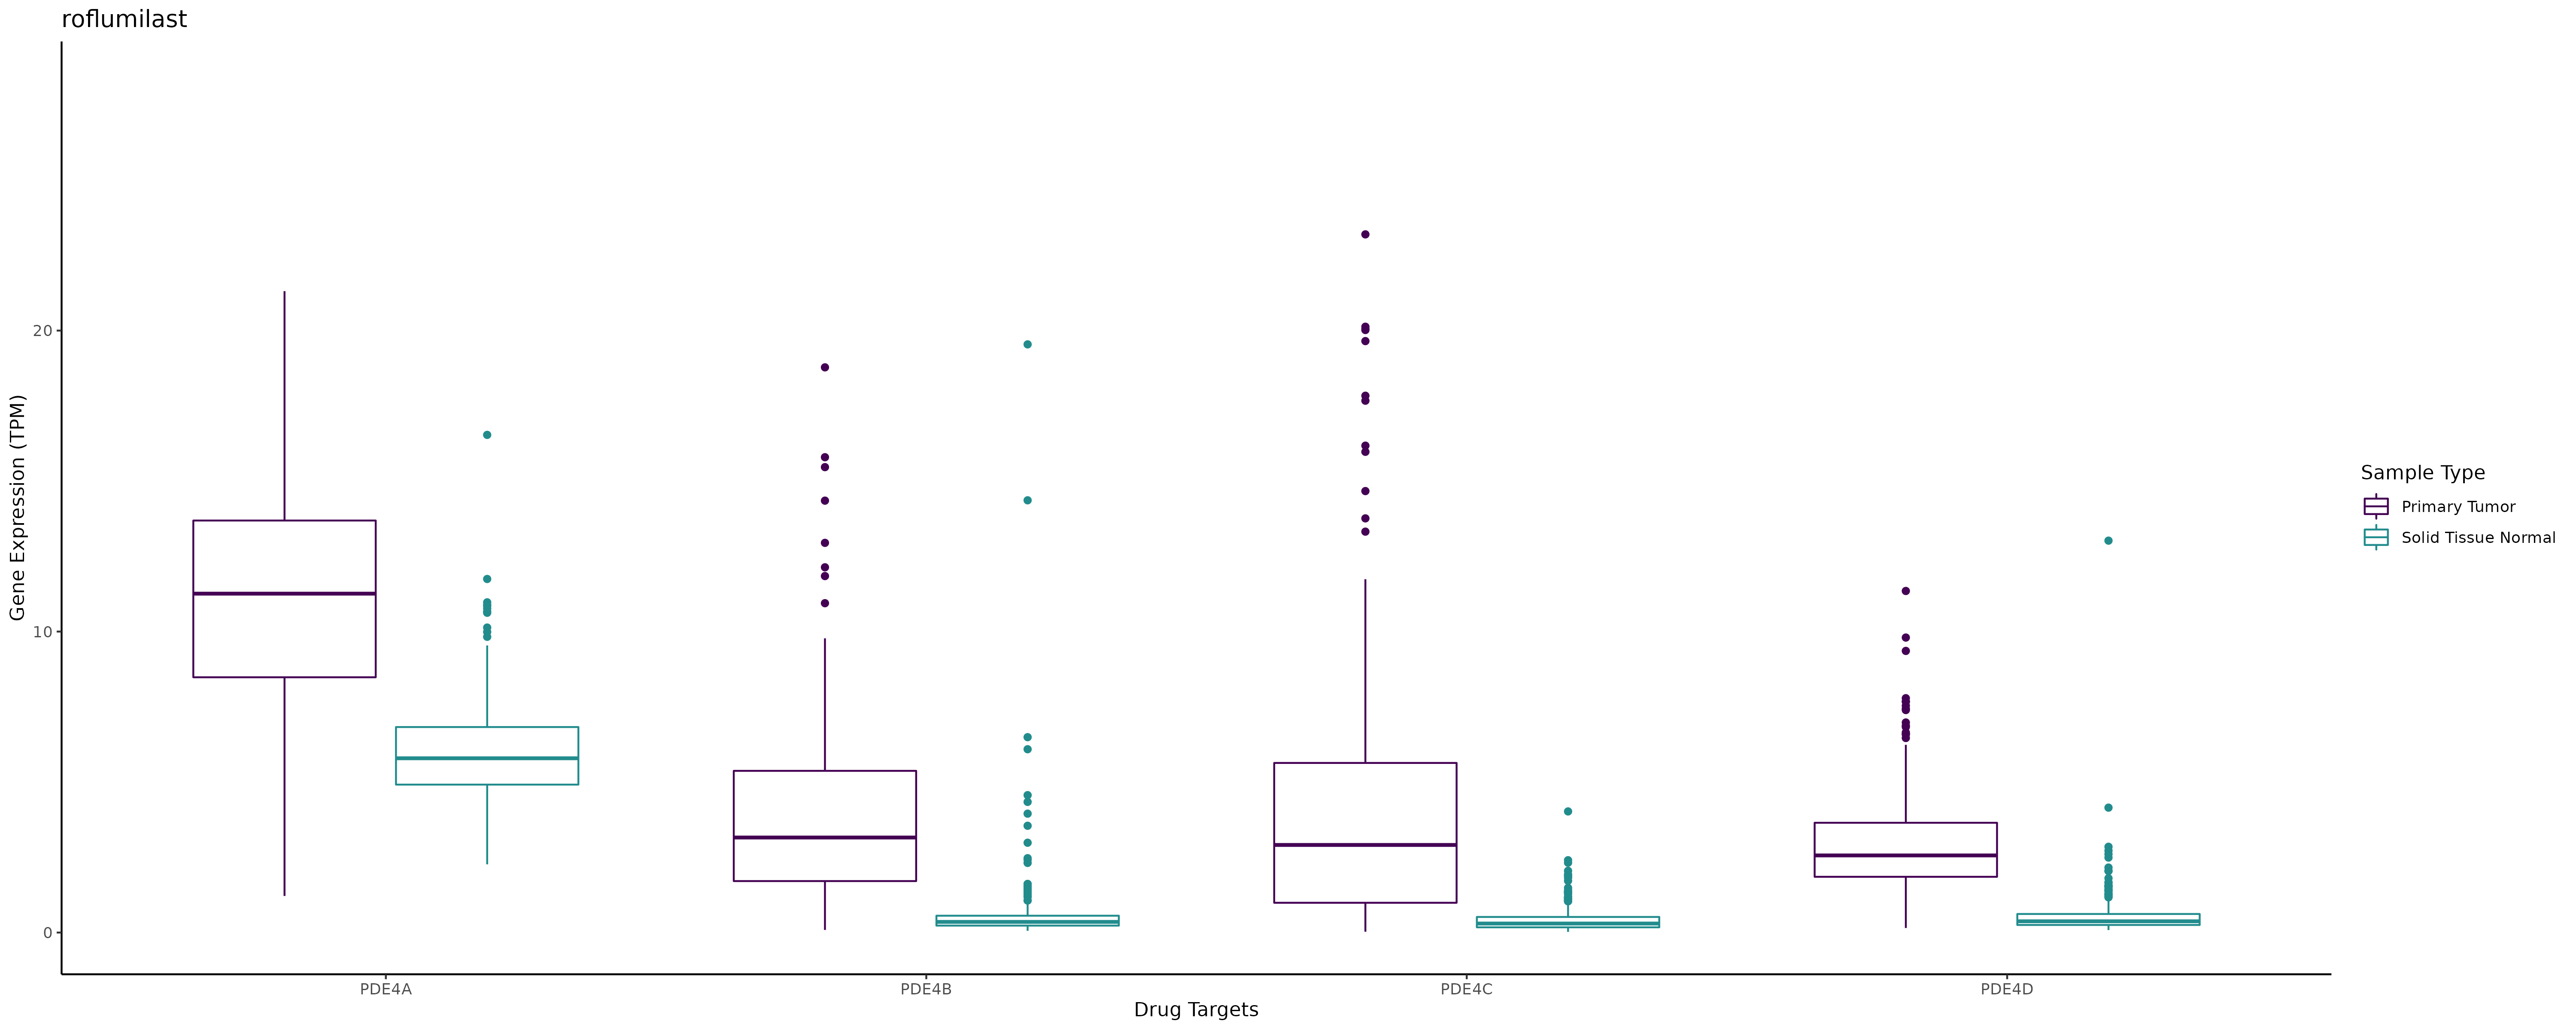 roflumilast
Gene Expression (TPM)
20
10
0
PDE4A
PDE4B
PDE4C
PDE4D
Drug Targets
Sample Type
Primary Tumor
Solid Tissue Normal